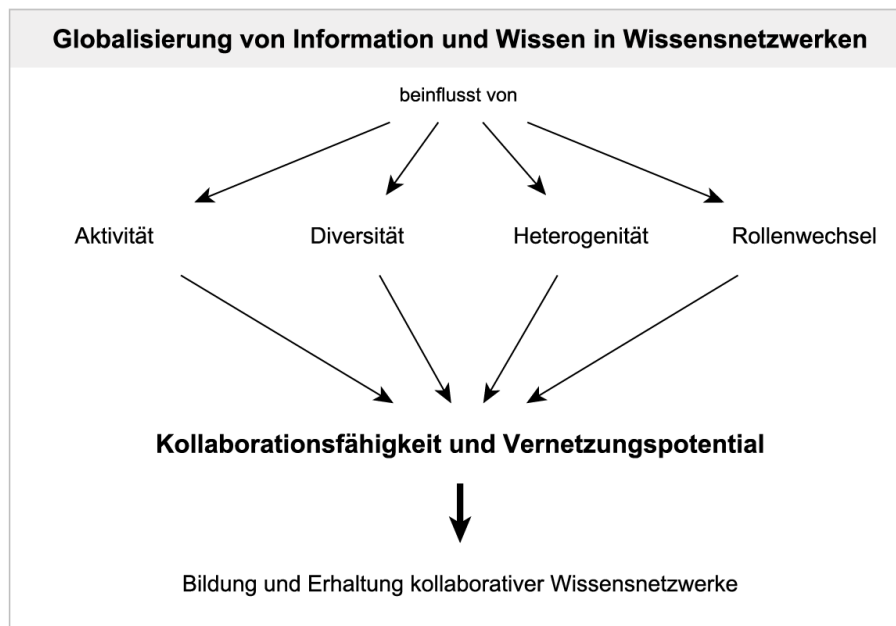 Globalisierung von Information und Wissen in Wissensnetzwerken
beinflusst von
Aktivität
Diversität
Heterogenität
Rollenwechsel
Kollaborationsfähigkeit und Vernetzungspotential
Bildung und Erhaltung kollaborativer Wissensnetzwerke